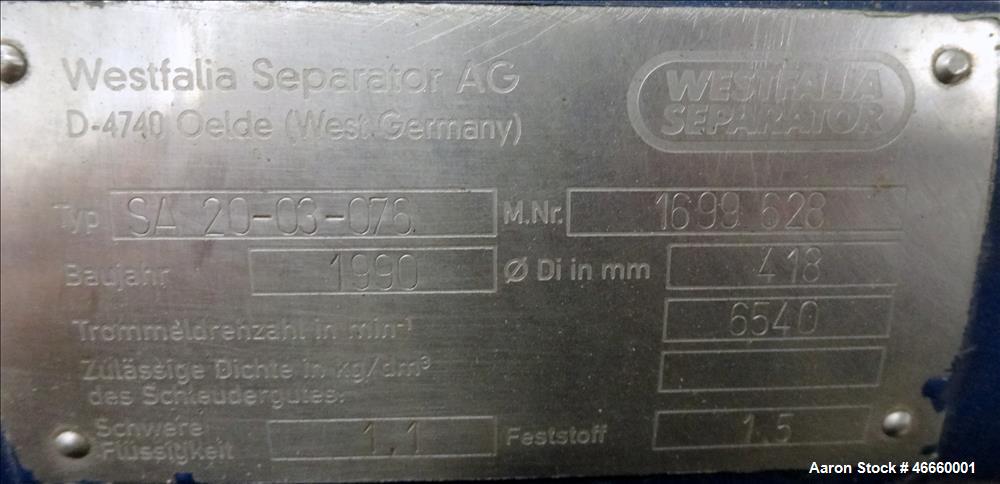 Westfalia Separator AG
D-4740 Oelde (West Germany)
WESTFALIA
SEPARATOR
Typ SA 20-03-076 M.Nr. 1699 628
Baujahr 1990 Ø Di in mm 418
Trommeldrehzahl in min⁻¹ 6540
Zulässige Dichte in kg/dm³
des Schleudergutes:
Schwere
Flüssigkeit 1.1 Feststoff 1.5
Aaron Stock # 46660001